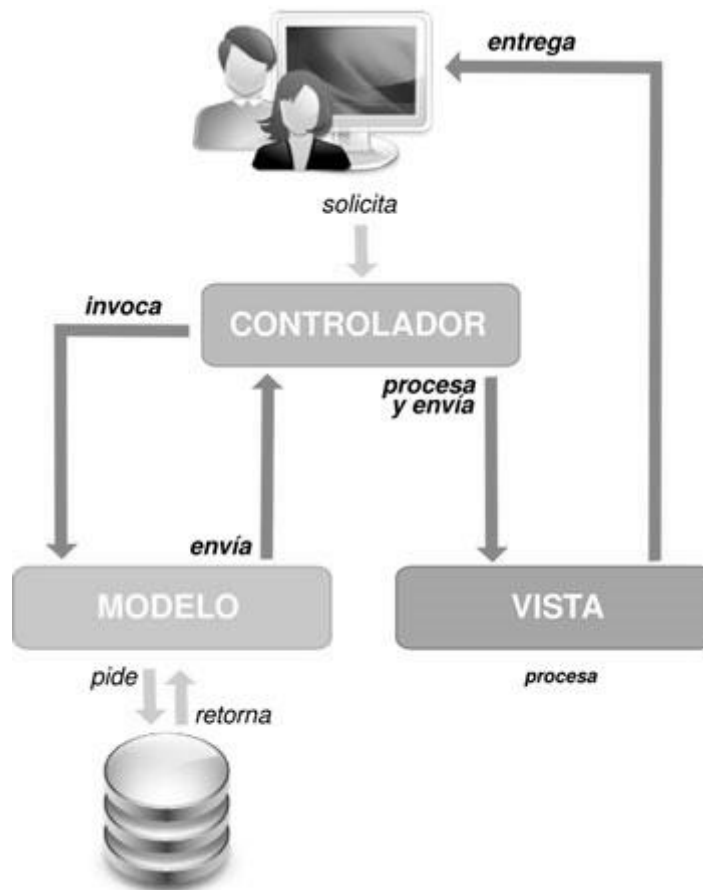 entrega
solicita
invoca
CONTROLADOR
procesa
y envía
envía
MODELO
VISTA
pide
retorna
procesa